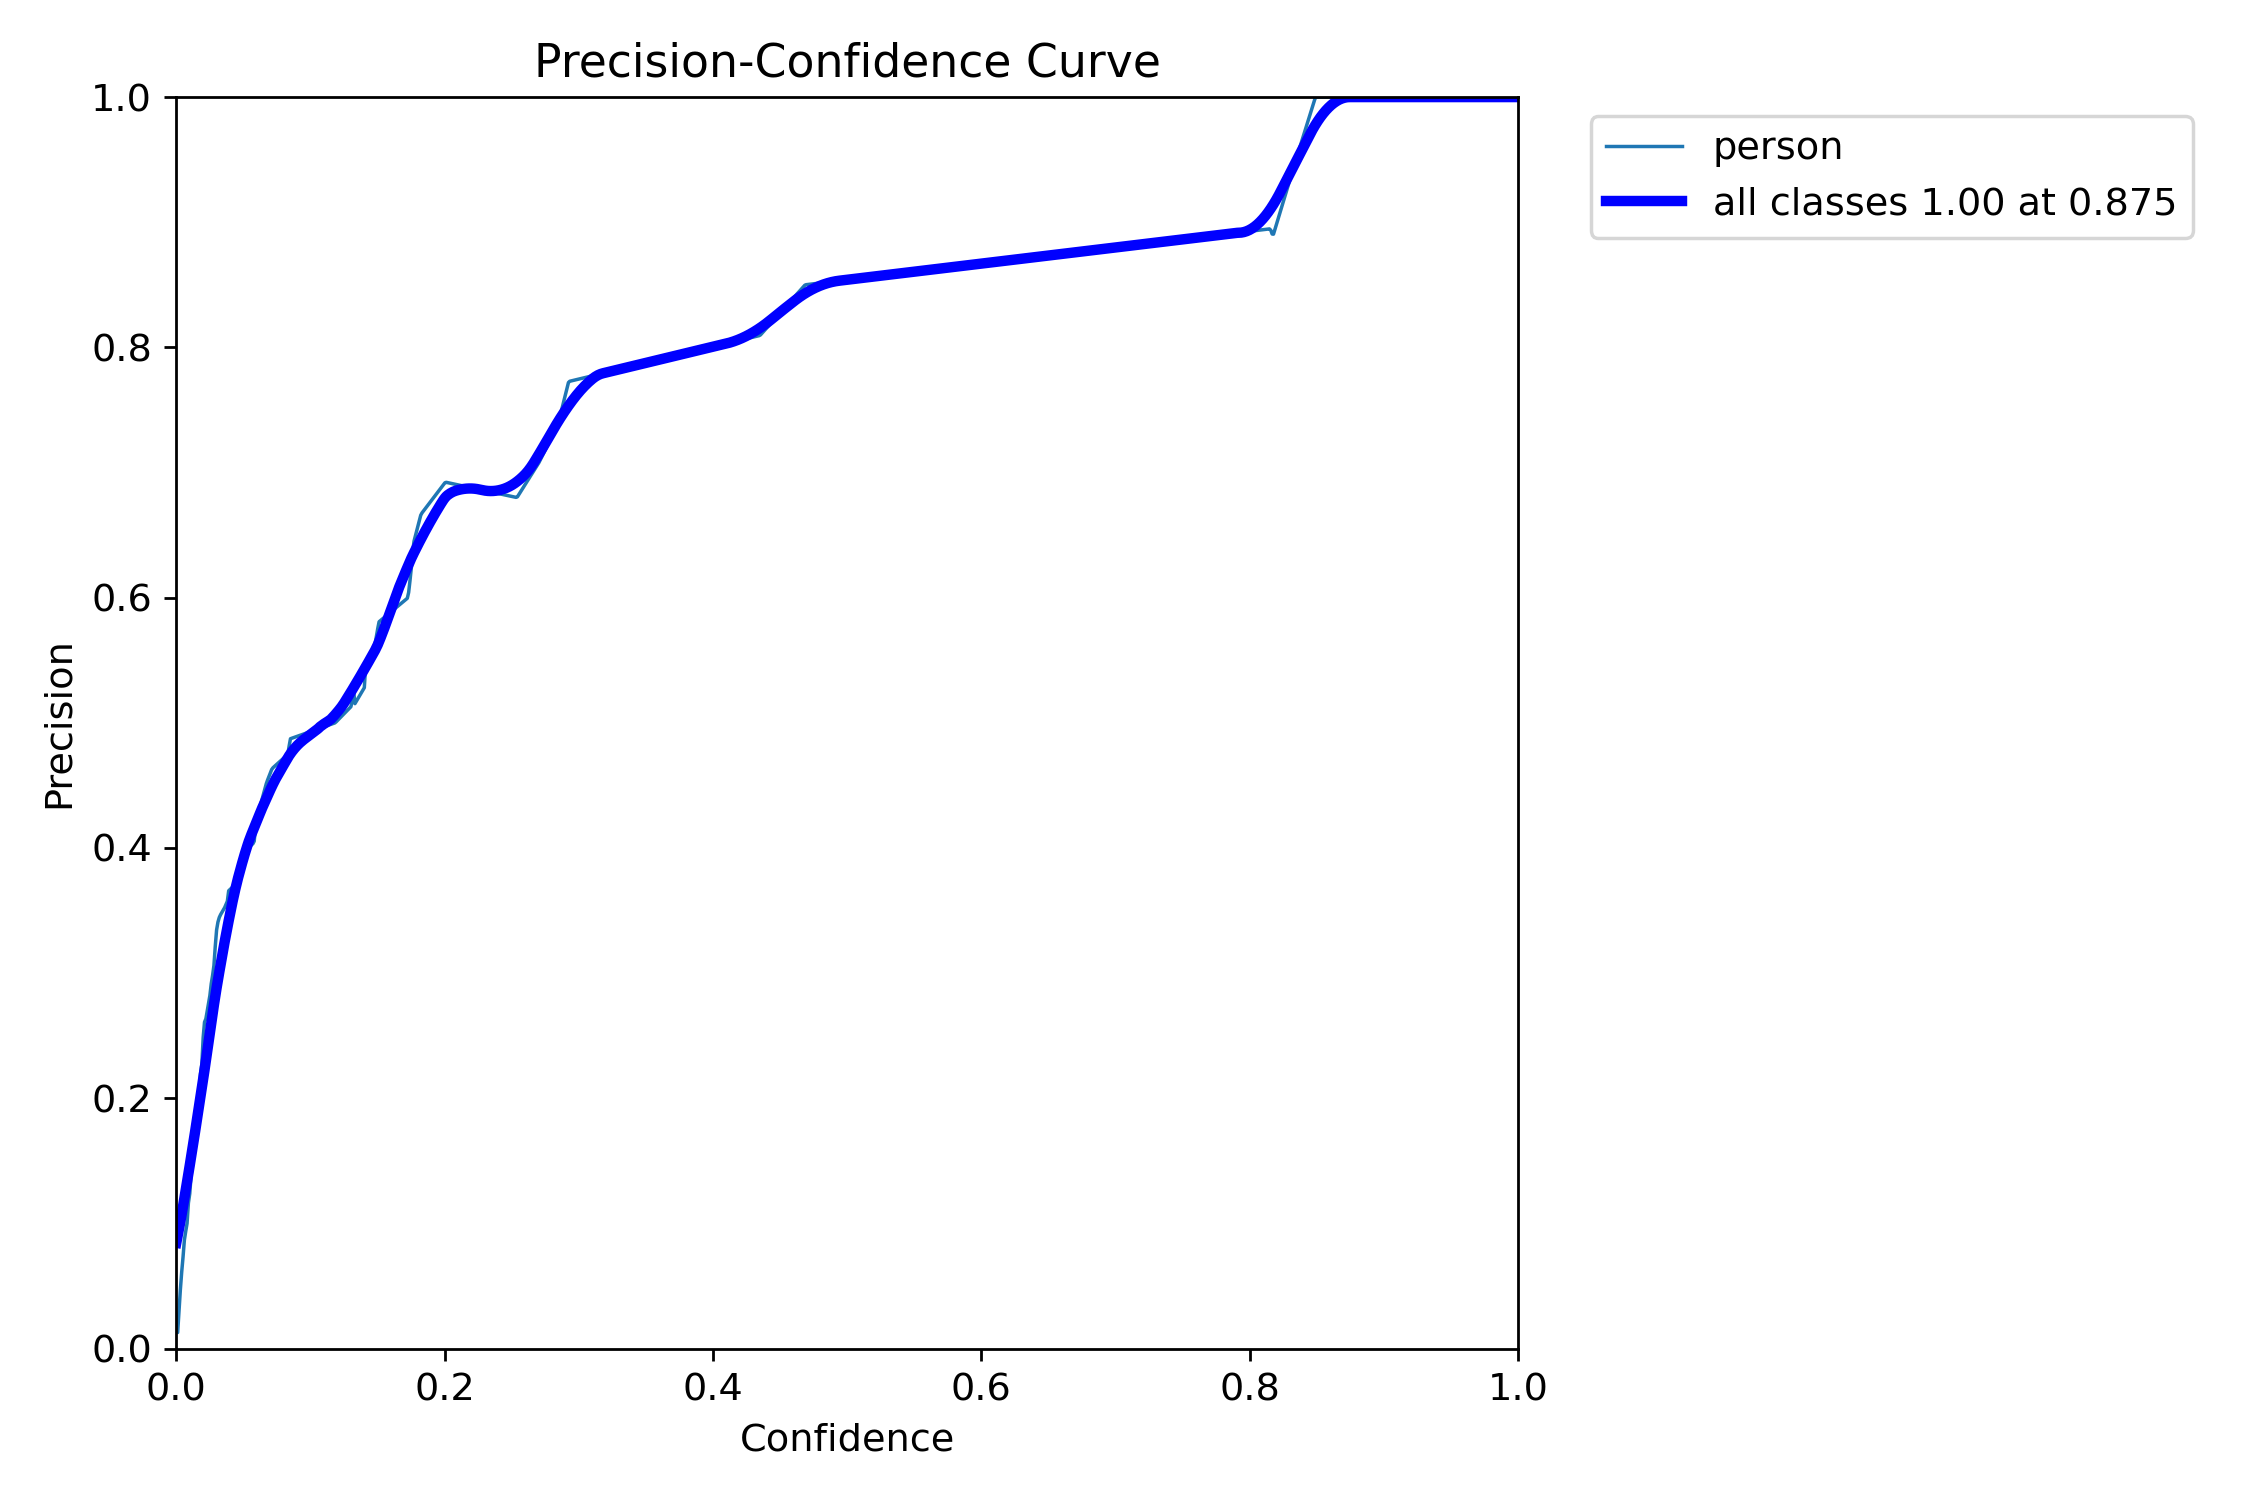 Precision-Confidence Curve
1.0
0.8
0.6
0.4
0.2
0.0
Precision
0.0 0.2 0.4 0.6 0.8 1.0
Confidence
person
all classes 1.00 at 0.875